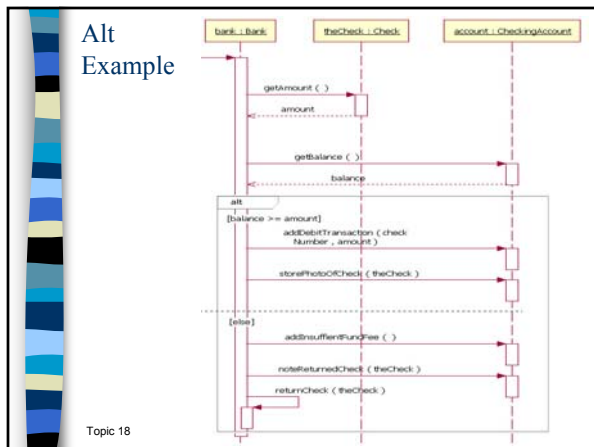 Alt
Example
bank : Bank
theCheck : Check
account : CheckingAccount
getAmount ( )
amount
getBalance ( )
balance
alt
[balance >= amount]
addDebitTransaction ( check
Number , amount )
storePhotoOfCheck ( theCheck )
[else]
addInsuffientFundFee ( )
noteReturnedCheck ( theCheck )
returnCheck ( theCheck )
Topic 18